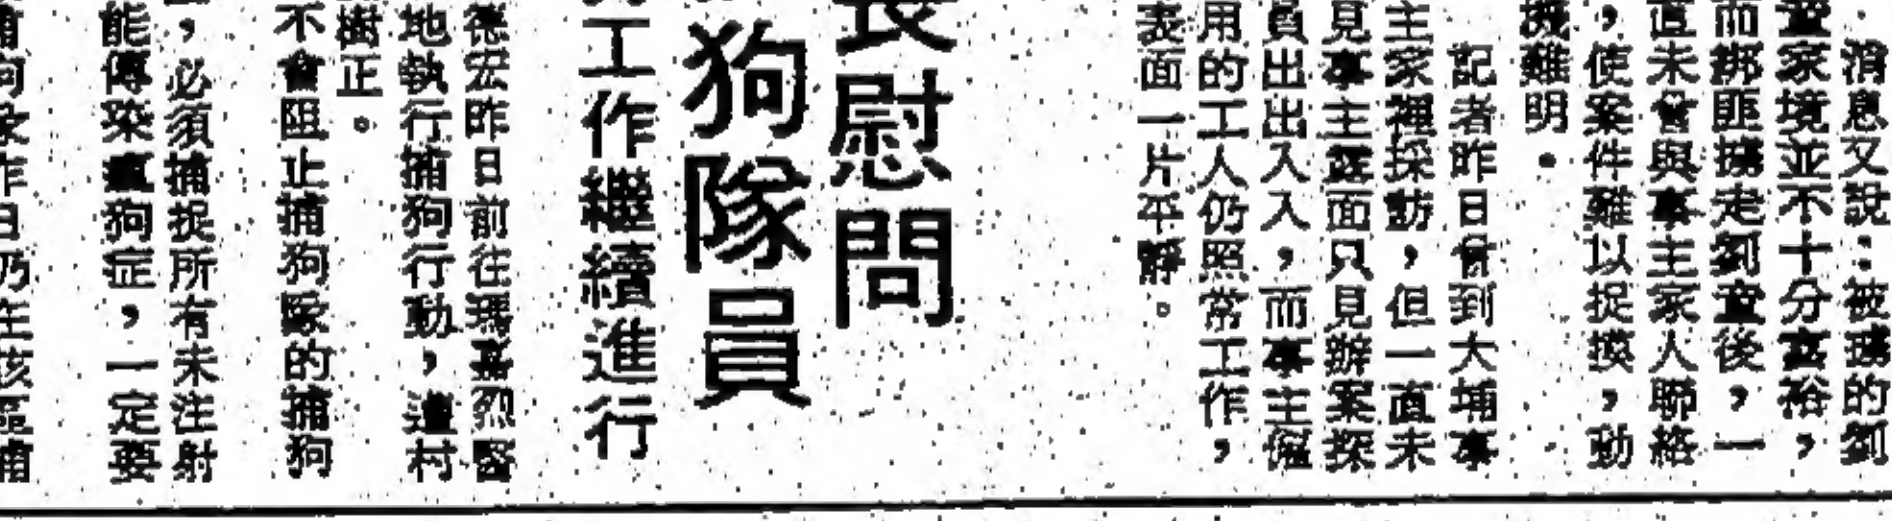 ．消息又說：被擄的劉
童家境並不十分富裕，
而綁匪擄走劉童後，一
直未曾與事主家人聯絡
，使案件難以捉摸，動
機難明。
記者昨日曾到大埔事
主家裡採訪，但一直未
見事主露面只見辦案探
員出出入入，而事主僱
用的工人仍照常工作，
表面一片平靜。
長慰問
狗隊員
工作繼續進行
德宏昨日前往瑪嘉烈醫
地執行捕狗行動，遭村
樹正。
不會阻止捕狗隊的捕狗
，必須捕捉所有未注射
能傳染瘋狗症，一定要
昨日仍在該區捕